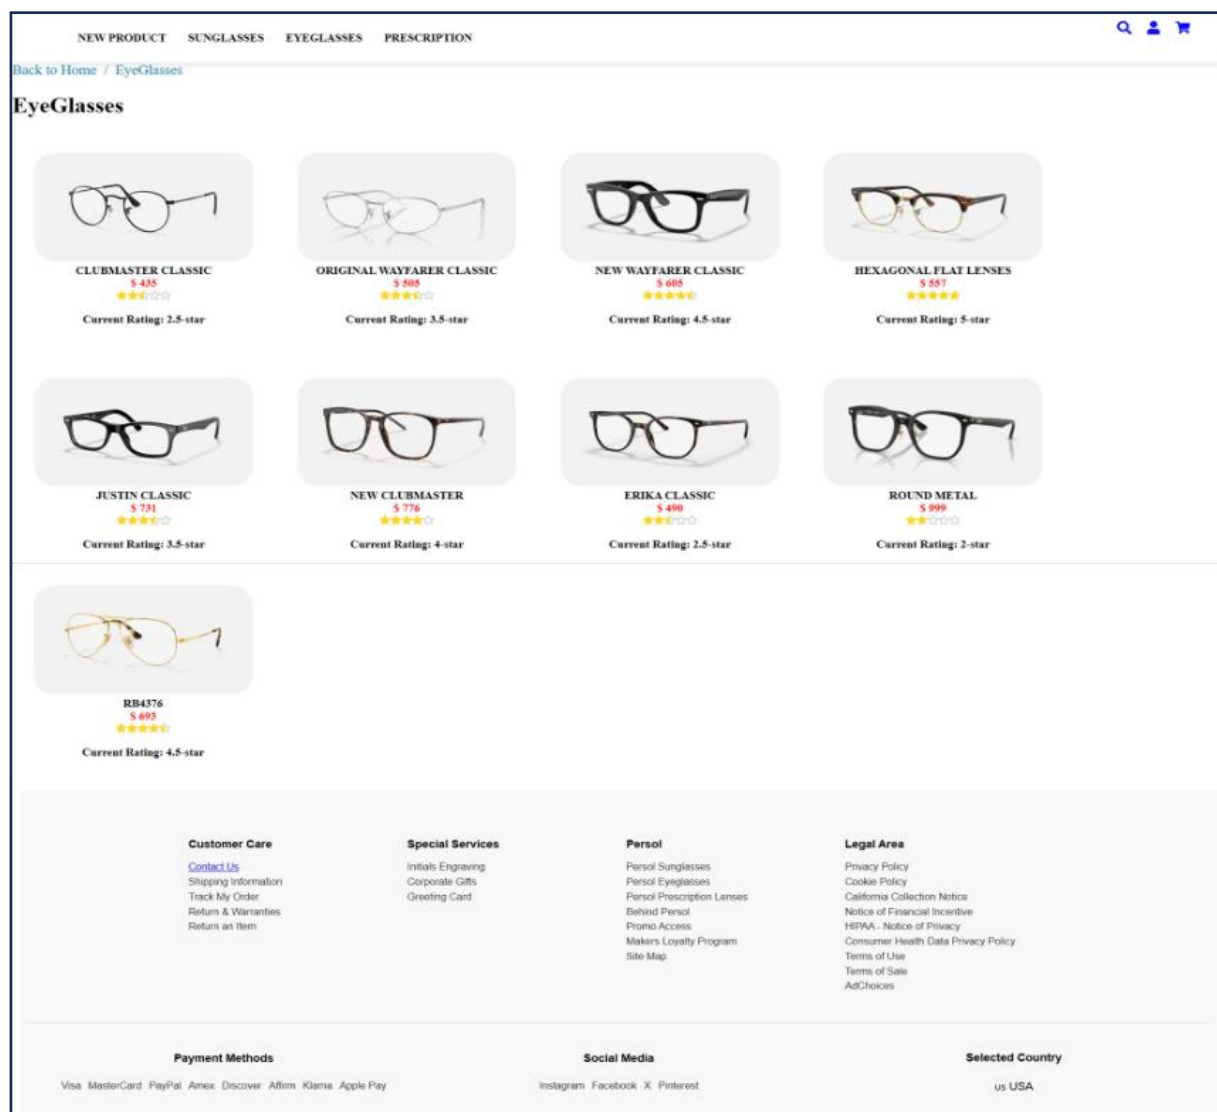 NEW PRODUCT SUNGLASSES EYEGLASSES PRESCRIPTION
Back to Home / EyeGlasses
EyeGlasses
CLUBMASTER CLASSIC
$ 435
Current Rating: 2.5-star
ORIGINAL WAYFARER CLASSIC
$ 505
Current Rating: 3.5-star
NEW WAYFARER CLASSIC
$ 605
Current Rating: 4.5-star
HEXAGONAL FLAT LENSES
$ 557
Current Rating: 5-star
JUSTIN CLASSIC
$ 731
Current Rating: 3.5-star
NEW CLUBMASTER
$ 776
Current Rating: 4-star
ERIKA CLASSIC
$ 490
Current Rating: 2.5-star
ROUND METAL
$ 999
Current Rating: 2-star
RB4376
$ 693
Current Rating: 4.5-star
Customer Care
Contact Us
Shipping Information
Track My Order
Return & Warranties
Return an Item
Special Services
Initials Engraving
Corporate Gifts
Greeting Card
Persol
Persol Sunglasses
Persol Eyeglasses
Persol Prescription Lenses
Behind Persol
Promo Access
Makers Loyalty Program
Site Map
Legal Area
Privacy Policy
Cookie Policy
California Collection Notice
Notice of Financial Incentive
HIPAA - Notice of Privacy
Consumer Health Data Privacy Policy
Terms of Use
Terms of Sale
AdChoices
Payment Methods
Visa MasterCard PayPal Amex Discover Affirm Klarna Apple Pay
Social Media
Instagram Facebook X Pinterest
Selected Country
us USA